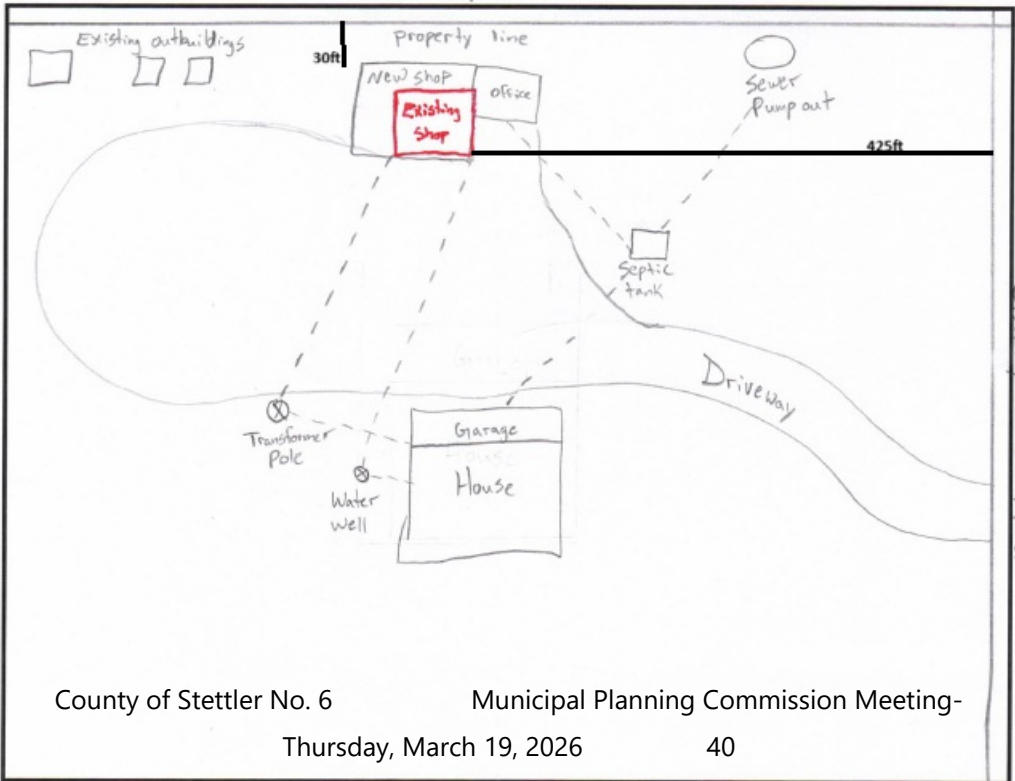 Existing outbuildings
property line
30ft
New shop
office
Existing
Shop
Sewer
Pump out
425ft
Septic
tank
Driveway
Transformer
Pole
Garage
House
House
Water
well
County of Stettler No. 6 Municipal Planning Commission Meeting-
Thursday, March 19, 2026 40